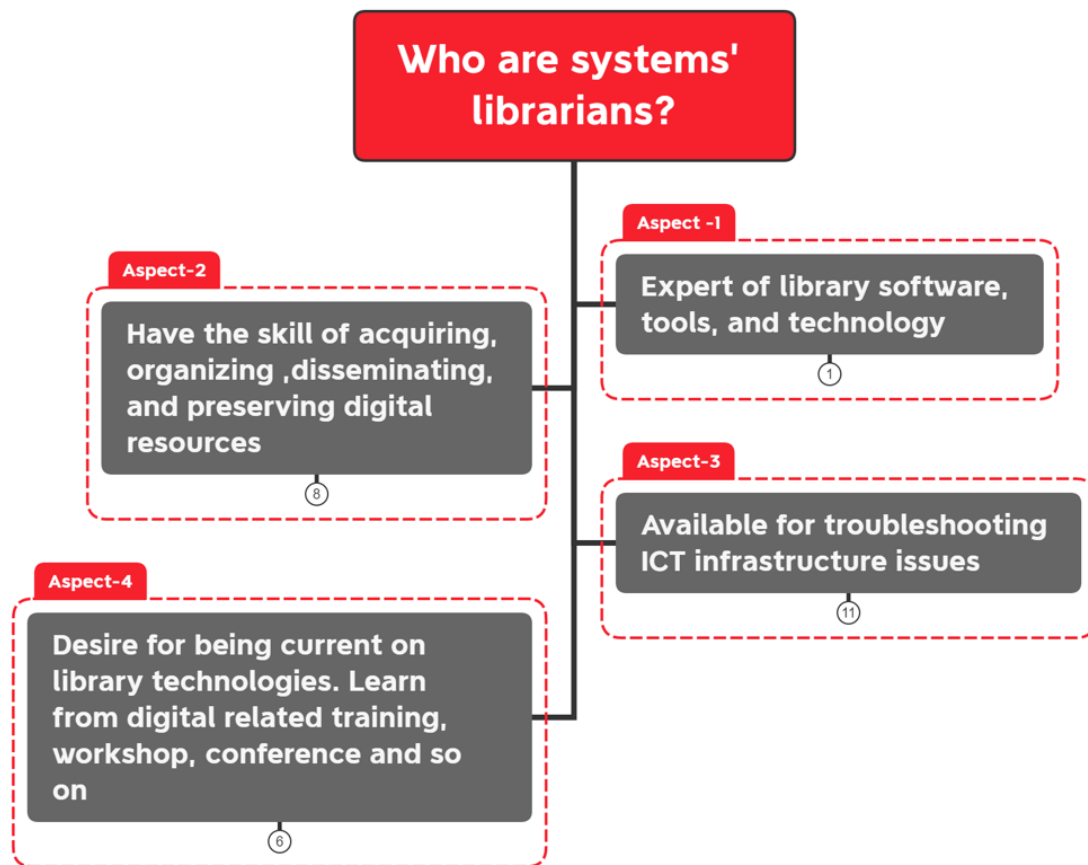 Who are systems'
librarians?
Aspect -1
Expert of library software,
tools, and technology
1
Aspect-2
Have the skill of acquiring,
organizing ,disseminating,
and preserving digital
resources
8
Aspect-3
Available for troubleshooting
ICT infrastructure issues
11
Aspect-4
Desire for being current on
library technologies. Learn
from digital related training,
workshop, conference and so
on
6